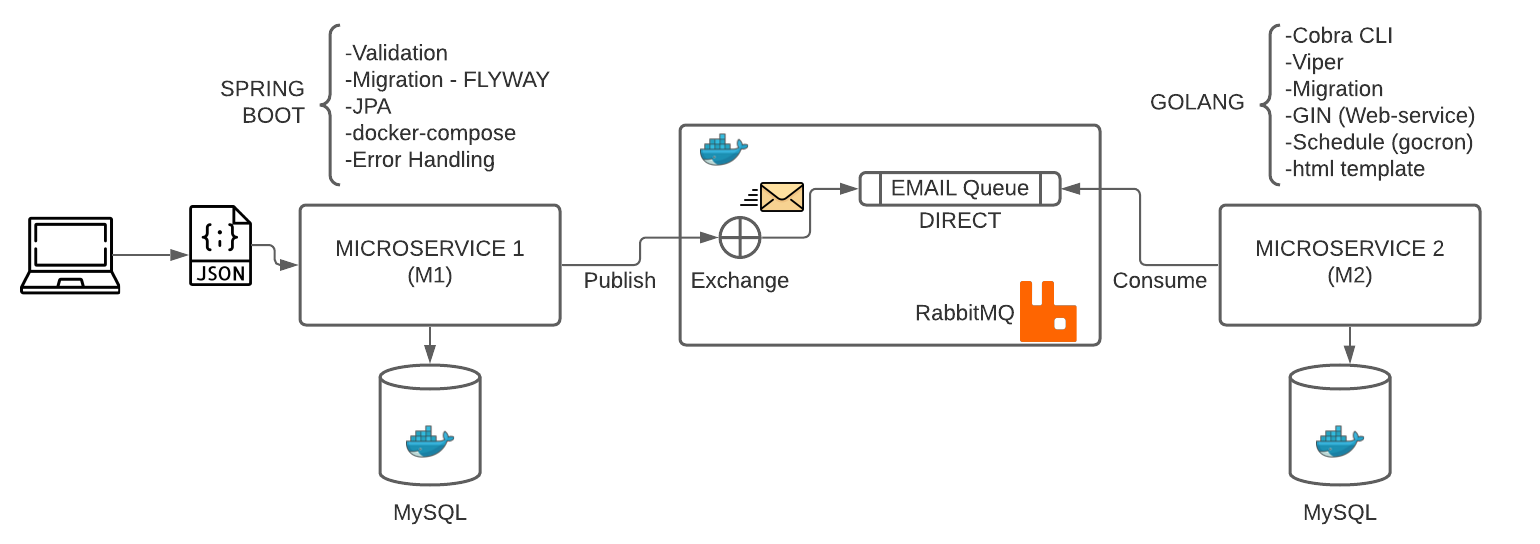 SPRING
BOOT
-Validation
-Migration - FLYWAY
-JPA
-docker-compose
-Error Handling
GOLANG
-Cobra CLI
-Viper
-Migration
-GIN (Web-service)
-Schedule (gocron)
-html template
{;}
JSON
MICROSERVICE 1
(M1)
Publish
Exchange
EMAIL Queue
DIRECT
RabbitMQ
Consume
MICROSERVICE 2
(M2)
MySQL
MySQL